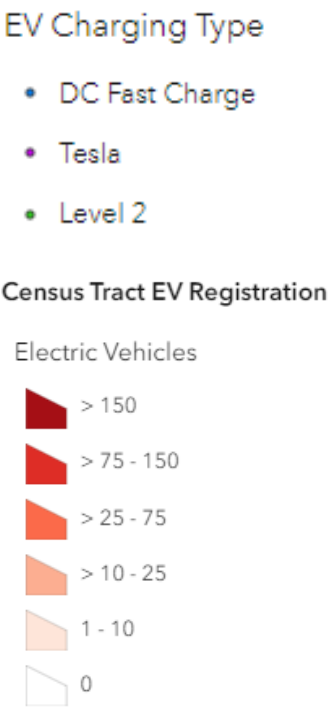 EV Charging Type
DC Fast Charge
Tesla
Level 2
Census Tract EV Registration
Electric Vehicles
> 150
> 75 - 150
> 25 - 75
> 10 - 25
1 - 10
0